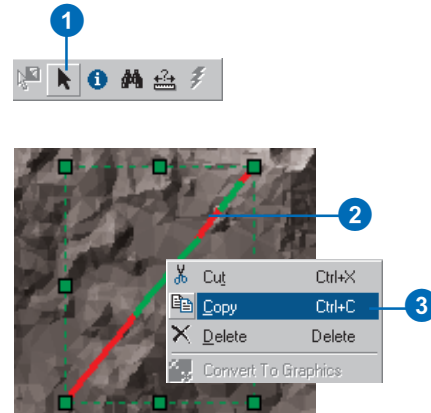 1
2
Cut Ctrl+X
Copy Ctrl+C
3
Delete Delete
Convert To Graphics